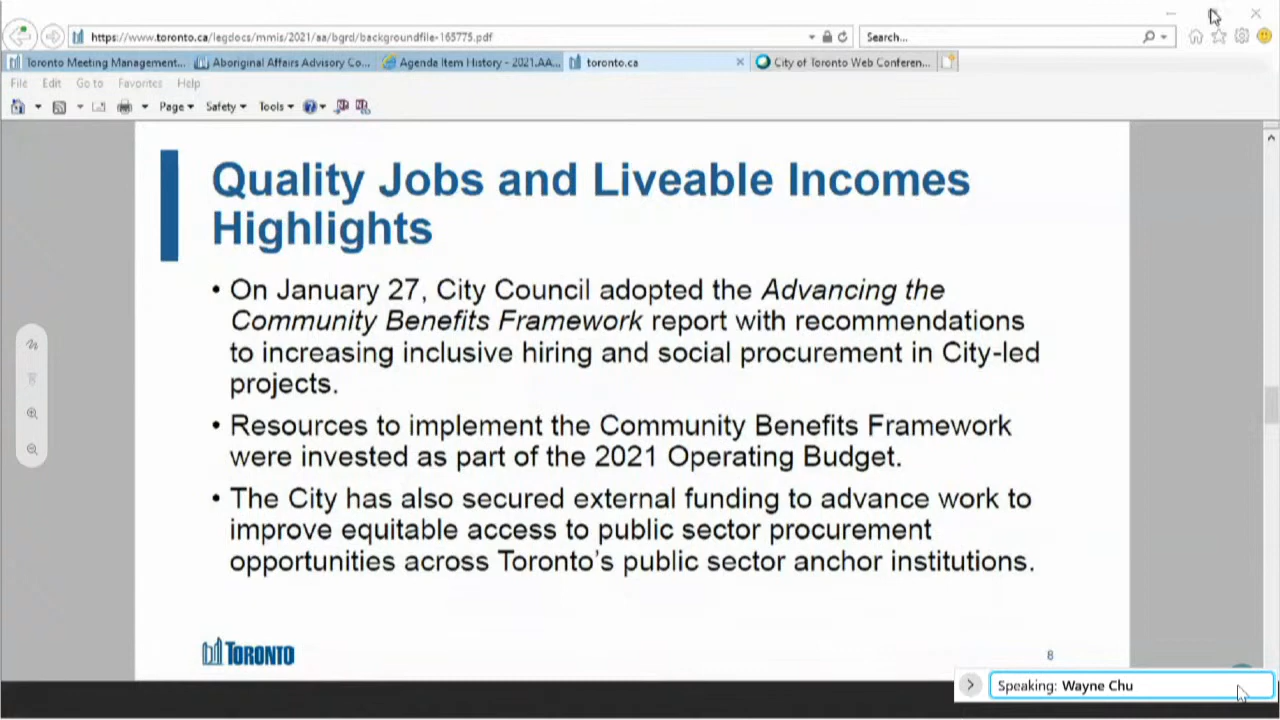 https://www.toronto.ca/legdocs/mmis/2021/aa/bgrd/backgroundfile-165775.pdf
Search...
Toronto Meeting Management...
Aboriginal Affairs Advisory Co...
Agenda Item History - 2021.AA...
toronto.ca
City of Toronto Web Conferen...
File Edit Go to Favorites Help
Page Safety Tools
Quality Jobs and Liveable Incomes
Highlights
• On January 27, City Council adopted the Advancing the
Community Benefits Framework report with recommendations
to increasing inclusive hiring and social procurement in City-led
projects.
• Resources to implement the Community Benefits Framework
were invested as part of the 2021 Operating Budget.
• The City has also secured external funding to advance work to
improve equitable access to public sector procurement
opportunities across Toronto's public sector anchor institutions.
TORONTO
8
Speaking: Wayne Chu